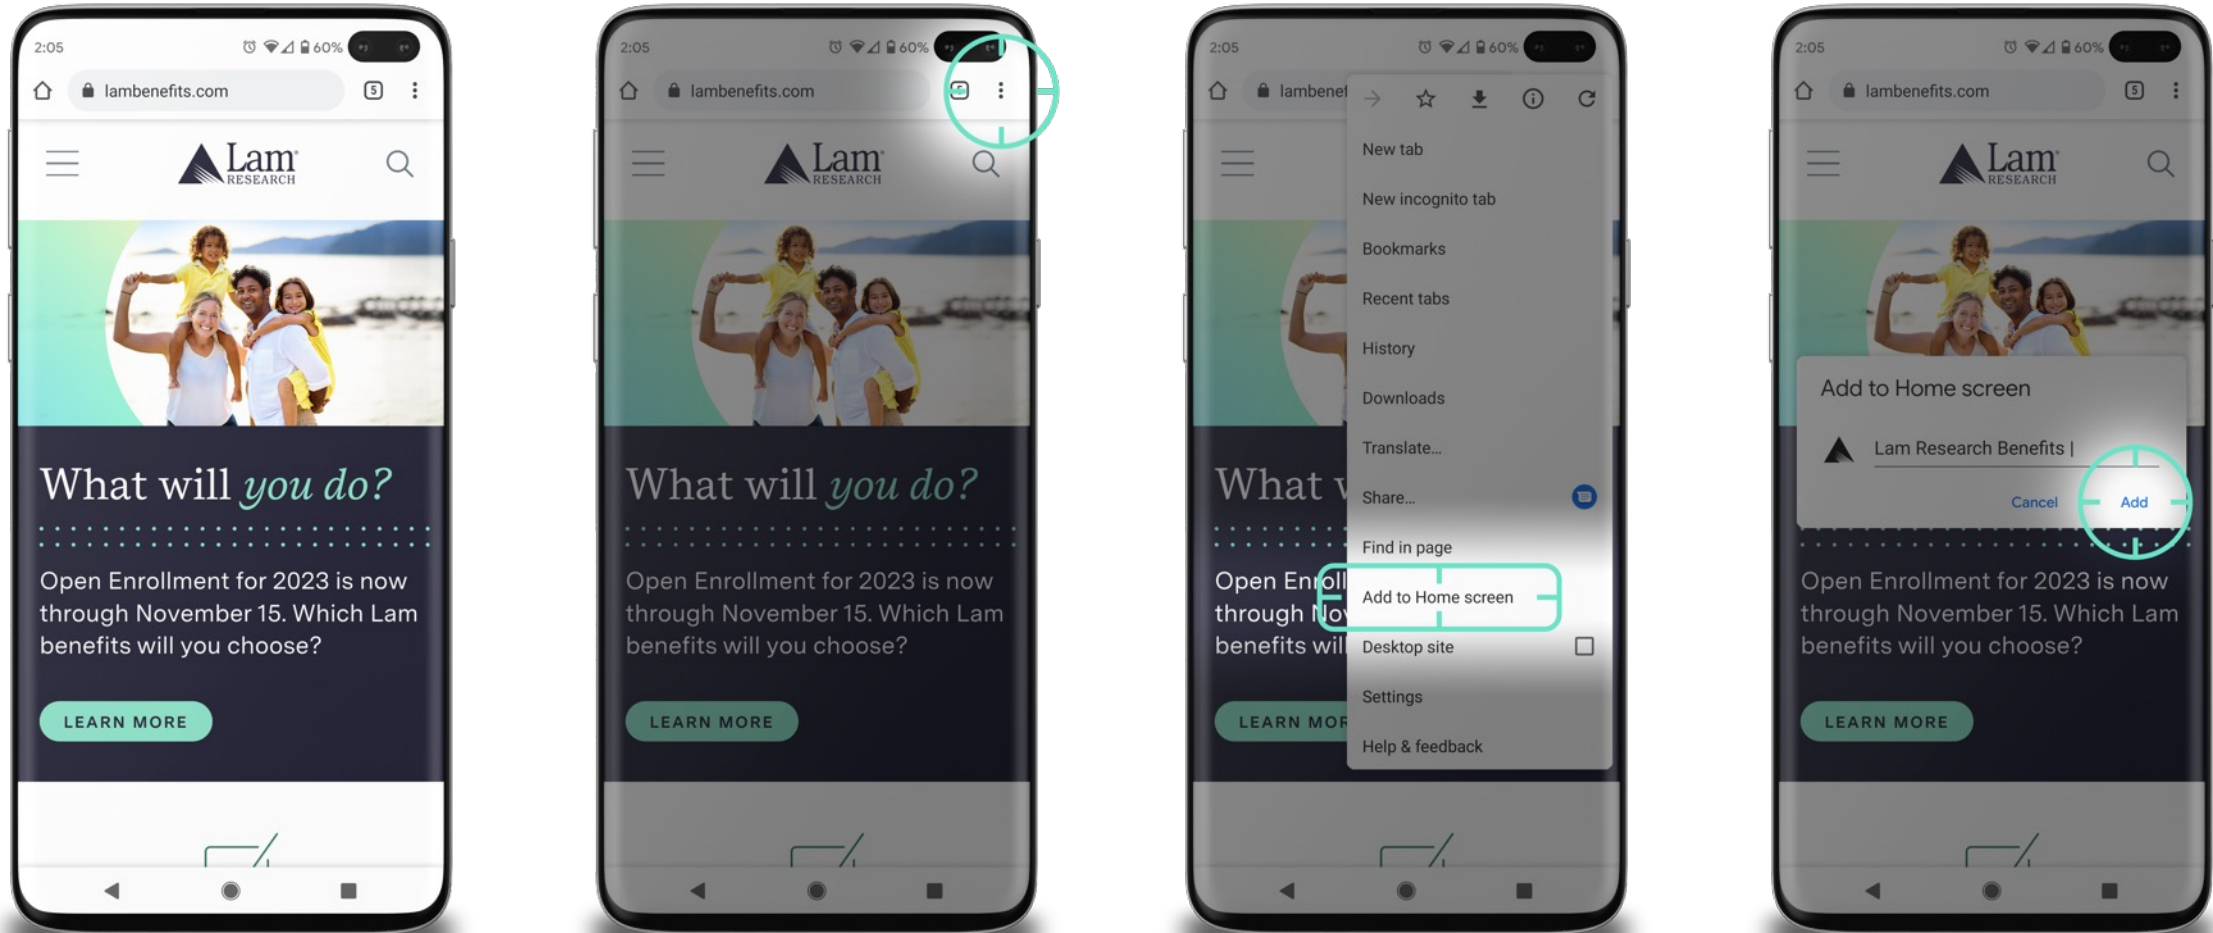 2:05
60%
lambenefits.com
5
Lam
RESEARCH
What will you do?
Open Enrollment for 2023 is now
through November 15. Which Lam
benefits will you choose?
LEARN MORE
2:05
60%
lambenefits.com
Lam
RESEARCH
What will you do?
Open Enrollment for 2023 is now
through November 15. Which Lam
benefits will you choose?
LEARN MORE
2:05
60%
lambenef
New tab
New incognito tab
Bookmarks
Recent tabs
History
Downloads
Translate...
Share...
Find in page
Add to Home screen
Desktop site
Settings
Help & feedback
What
Open Enroll
through Nov
benefits will
LEARN MOR
2:05
60%
lambenefits.com
5
Lam
RESEARCH
Add to Home screen
Lam Research Benefits |
Cancel Add
Open Enrollment for 2023 is now
through November 15. Which Lam
benefits will you choose?
LEARN MORE